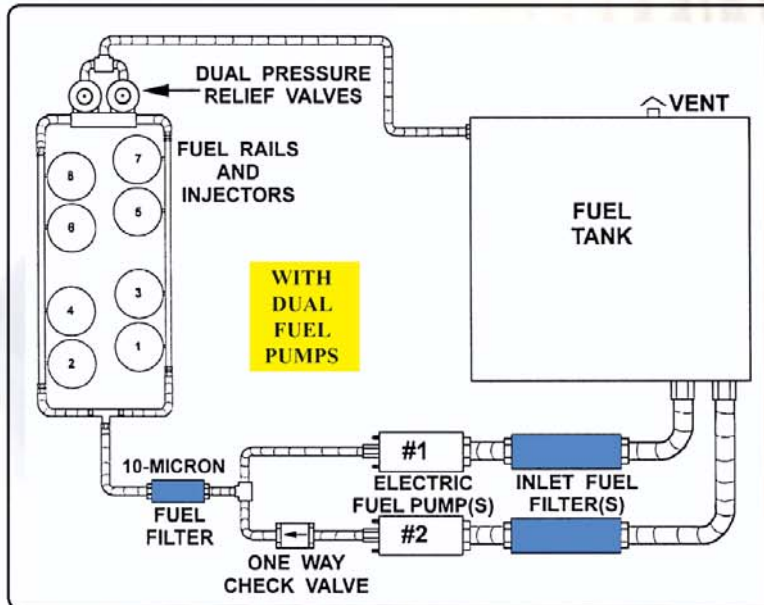 DUAL PRESSURE
RELIEF VALVES
VENT
FUEL RAILS
AND
INJECTORS
8
7
6
5
4
3
2
1
FUEL
TANK
WITH
DUAL
FUEL
PUMPS
10-MICRON
FUEL
FILTER
#1
ELECTRIC
FUEL PUMP(S)
INLET FUEL
FILTER(S)
#2
ONE WAY
CHECK VALVE